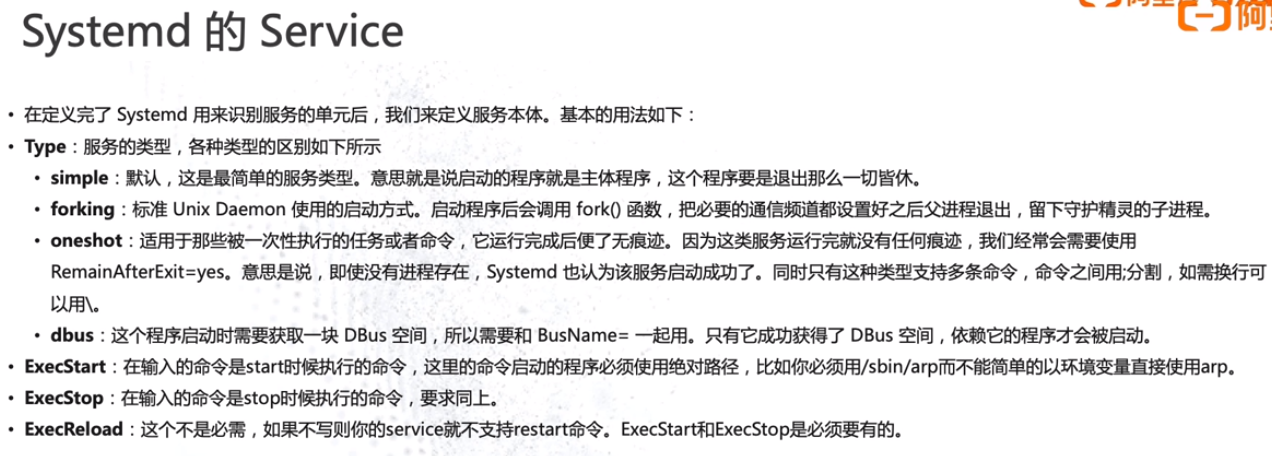 Systemd 的 Service
• 在定义完了 Systemd 用来识别服务的单元后，我们来定义服务本体。基本的用法如下：
• Type：服务的类型，各种类型的区别如下所示
• simple：默认，这是最简单的服务类型。意思就是说启动的程序就是主体程序，这个程序要是退出那么一切皆休。
• forking：标准 Unix Daemon 使用的启动方式。启动程序后会调用 fork() 函数，把必要的通信频道都设置好之后父进程退出，留下守护精灵的子进程。
• oneshot：适用于那些被一次性执行的任务或者命令，它运行完成后便了无痕迹。因为这类服务运行完就没有任何痕迹，我们经常会需要使用
RemainAfterExit=yes。意思是说，即使没有进程存在，Systemd 也认为该服务启动成功了。同时只有这种类型支持多条命令，命令之间用;分割，如需换行可
以用\。
• dbus：这个程序启动时需要获取一块 DBus 空间，所以需要和 BusName= 一起用。只有它成功获得了 DBus 空间，依赖它的程序才会被启动。
• ExecStart：在输入的命令是start时候执行的命令，这里的命令启动的程序必须使用绝对路径，比如你必须用/sbin/arp而不能简单的以环境变量直接使用arp。
• ExecStop：在输入的命令是stop时候执行的命令，要求同上。
• ExecReload：这个不是必需，如果不写则你的service就不支持restart命令。ExecStart和ExecStop是必须要有的。